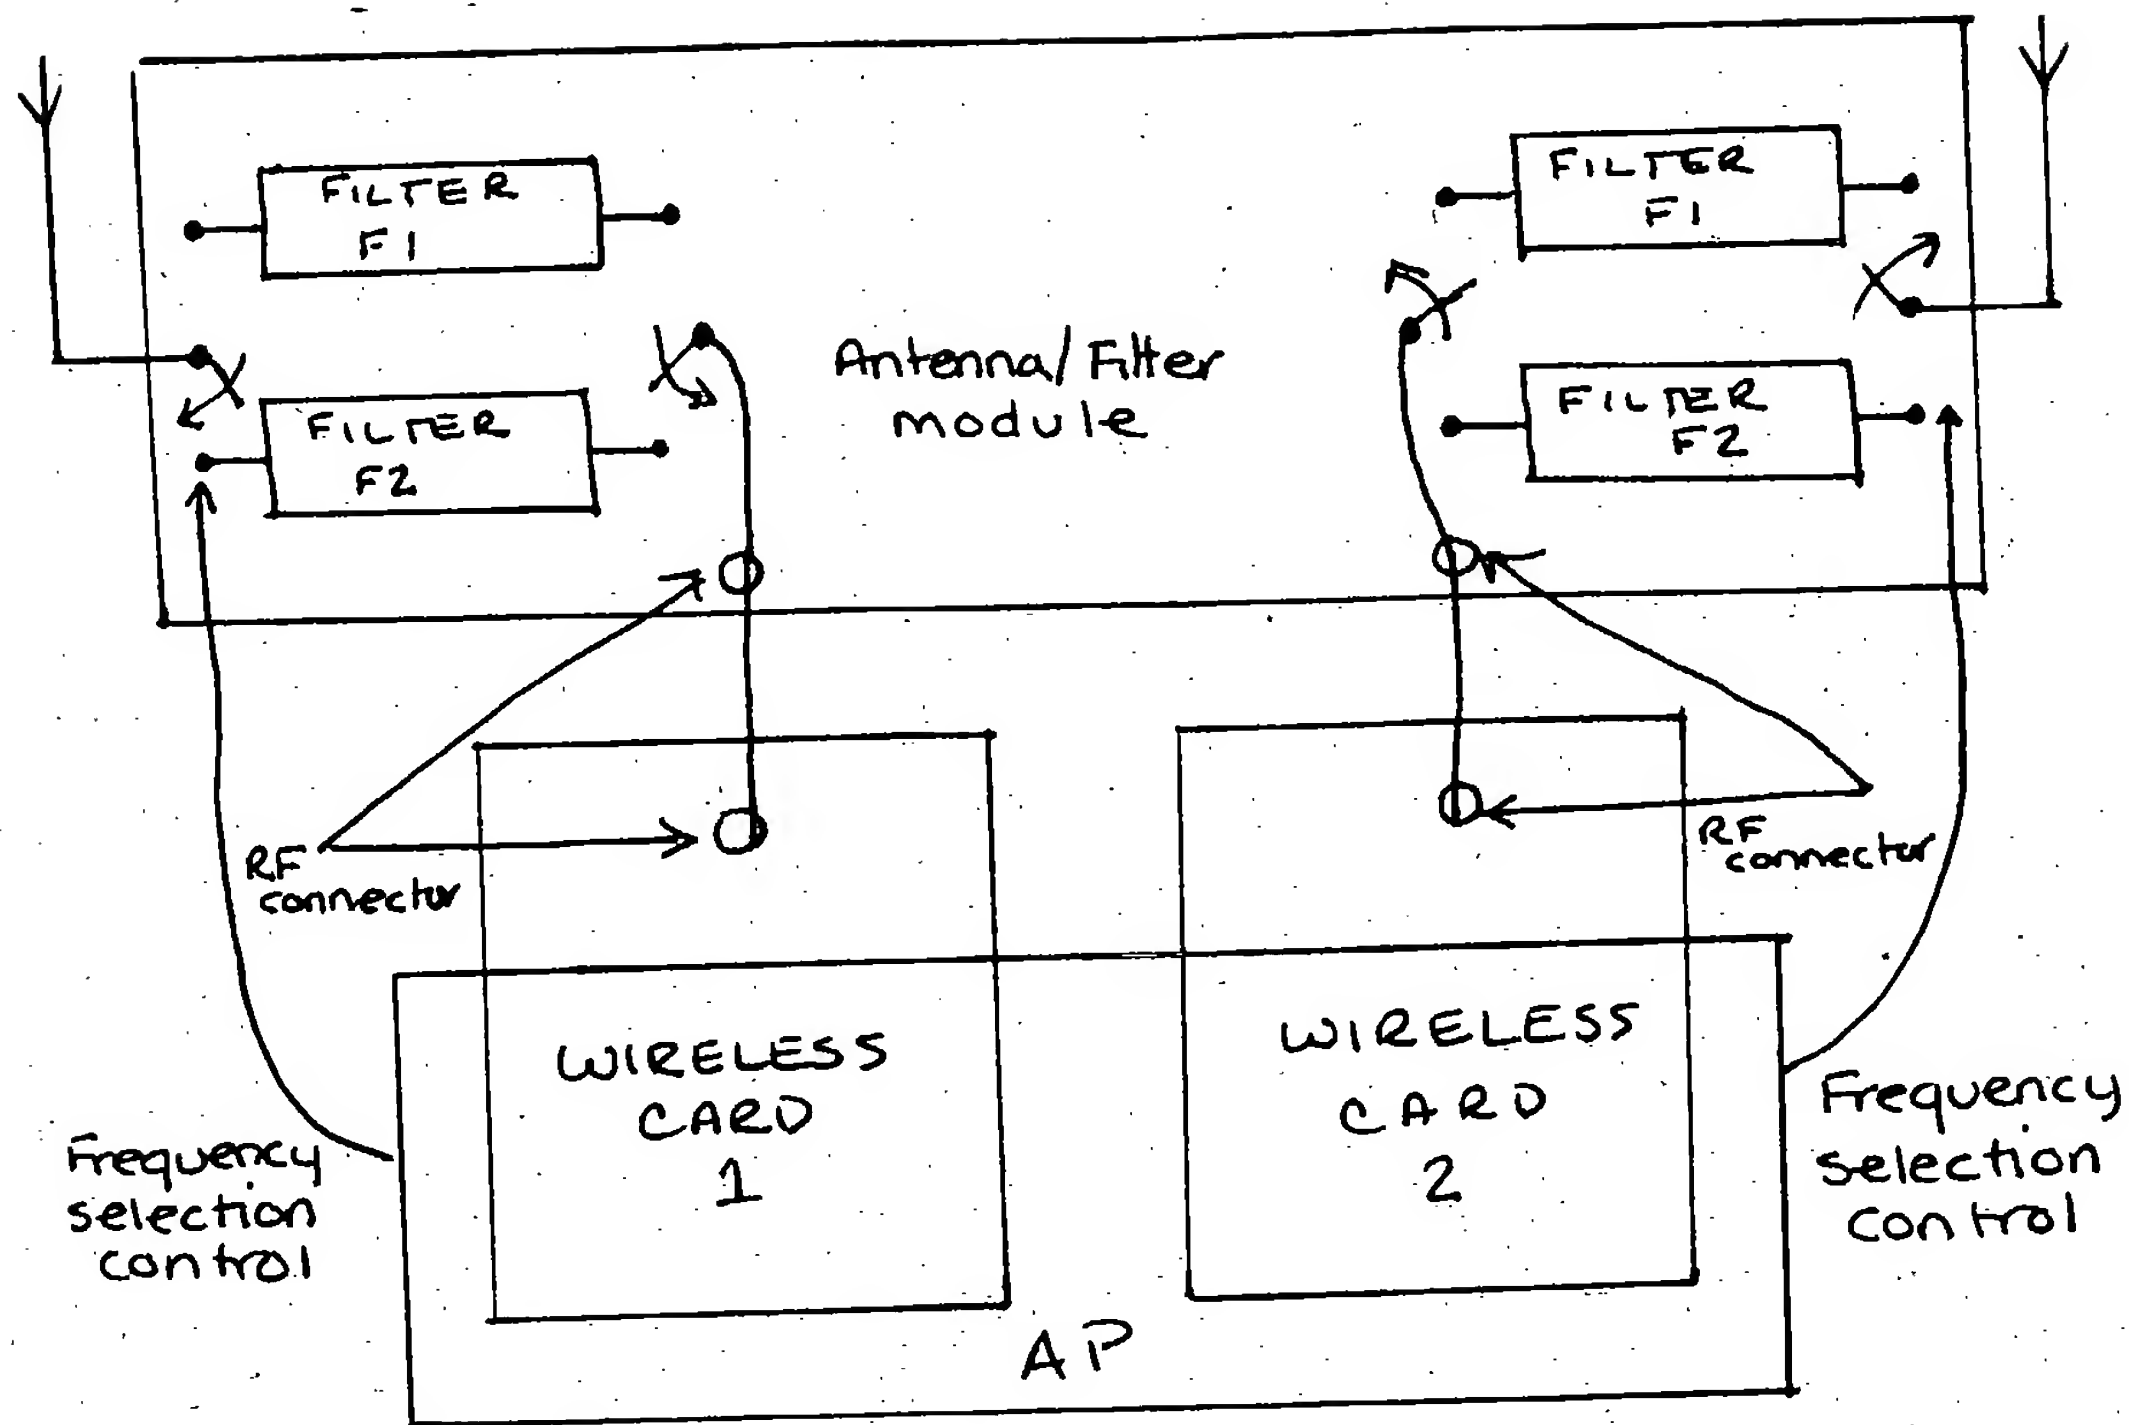 FILTER
F1
FILTER
F1
Antenna/Filter
module
FILTER
F2
FILTER
F2
RF
connector
RF
connector
WIRELESS
CARD
1
WIRELESS
CARD
2
Frequency
selection
control
Frequency
selection
control
AP